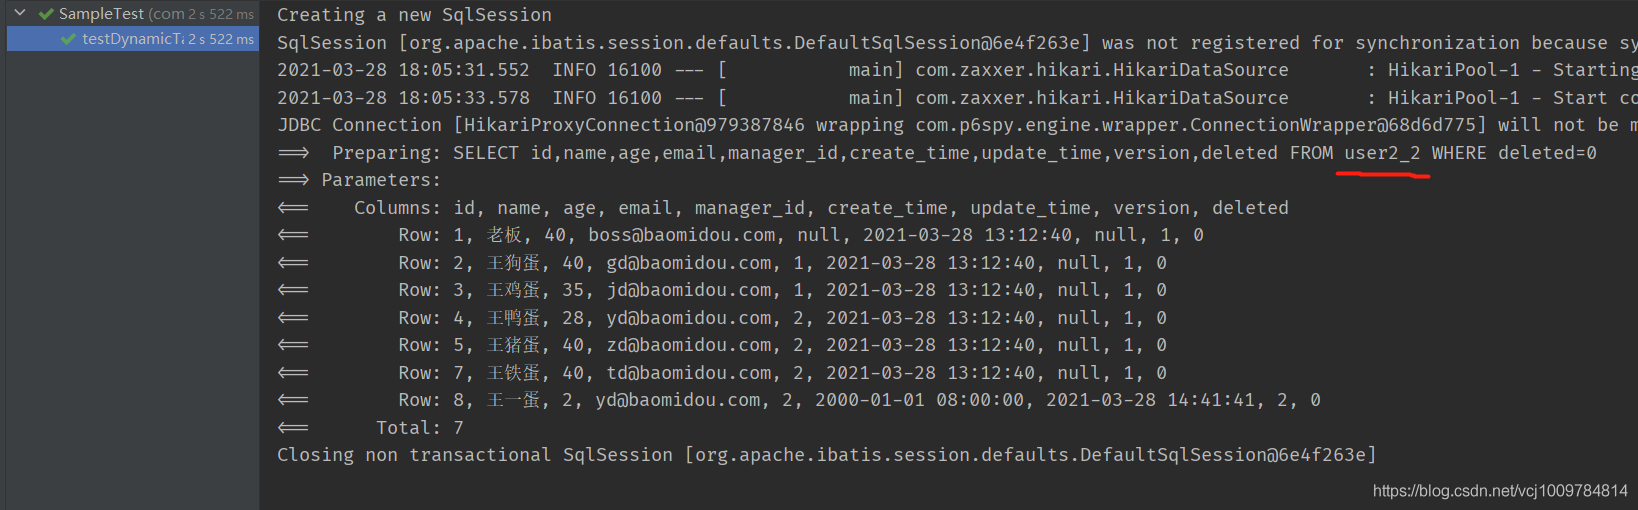 SampleTest (com 2 s 522 ms
testDynamicTa 2 s 522 ms
Creating a new SqlSession
SqlSession [org.apache.ibatis.session.defaults.DefaultSqlSession@6e4f263e] was not registered for synchronization because sy
2021-03-28 18:05:31.552  INFO 16100 --- [           main] com.zaxxer.hikari.HikariDataSource       : HikariPool-1 - Starting
2021-03-28 18:05:33.578  INFO 16100 --- [           main] com.zaxxer.hikari.HikariDataSource       : HikariPool-1 - Start co
JDBC Connection [HikariProxyConnection@979387846 wrapping com.p6spy.engine.wrapper.ConnectionWrapper@68d6d775] will not be m
==>  Preparing: SELECT id,name,age,email,manager_id,create_time,update_time,version,deleted FROM user2_2 WHERE deleted=0
==> Parameters:
<==    Columns: id, name, age, email, manager_id, create_time, update_time, version, deleted
<==        Row: 1, 老板, 40, boss@baomidou.com, null, 2021-03-28 13:12:40, null, 1, 0
<==        Row: 2, 王狗蛋, 40, gd@baomidou.com, 1, 2021-03-28 13:12:40, null, 1, 0
<==        Row: 3, 王鸡蛋, 35, jd@baomidou.com, 1, 2021-03-28 13:12:40, null, 1, 0
<==        Row: 4, 王鸭蛋, 28, yd@baomidou.com, 2, 2021-03-28 13:12:40, null, 1, 0
<==        Row: 5, 王猪蛋, 40, zd@baomidou.com, 2, 2021-03-28 13:12:40, null, 1, 0
<==        Row: 7, 王铁蛋, 40, td@baomidou.com, 2, 2021-03-28 13:12:40, null, 1, 0
<==        Row: 8, 王一蛋, 2, yd@baomidou.com, 2, 2000-01-01 08:00:00, 2021-03-28 14:41:41, 2, 0
<==      Total: 7
Closing non transactional SqlSession [org.apache.ibatis.session.defaults.DefaultSqlSession@6e4f263e]
https://blog.csdn.net/vcj1009784814